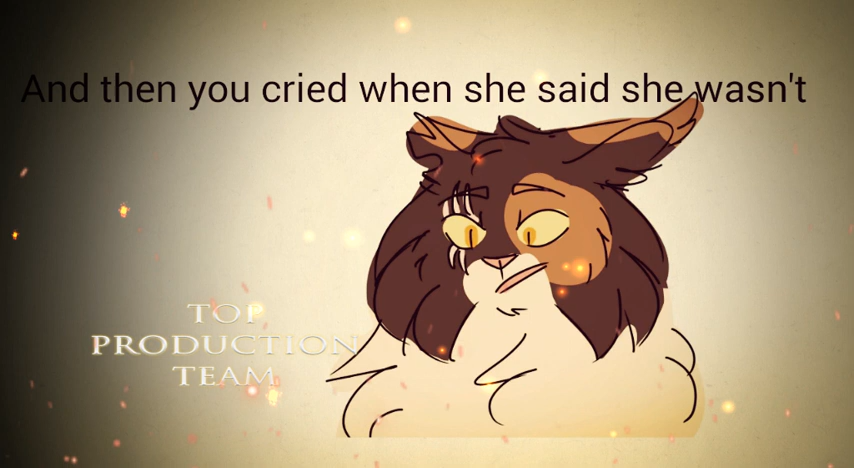 And then you cried when she said she wasn't
TOP
PRODUCTION
TEAM